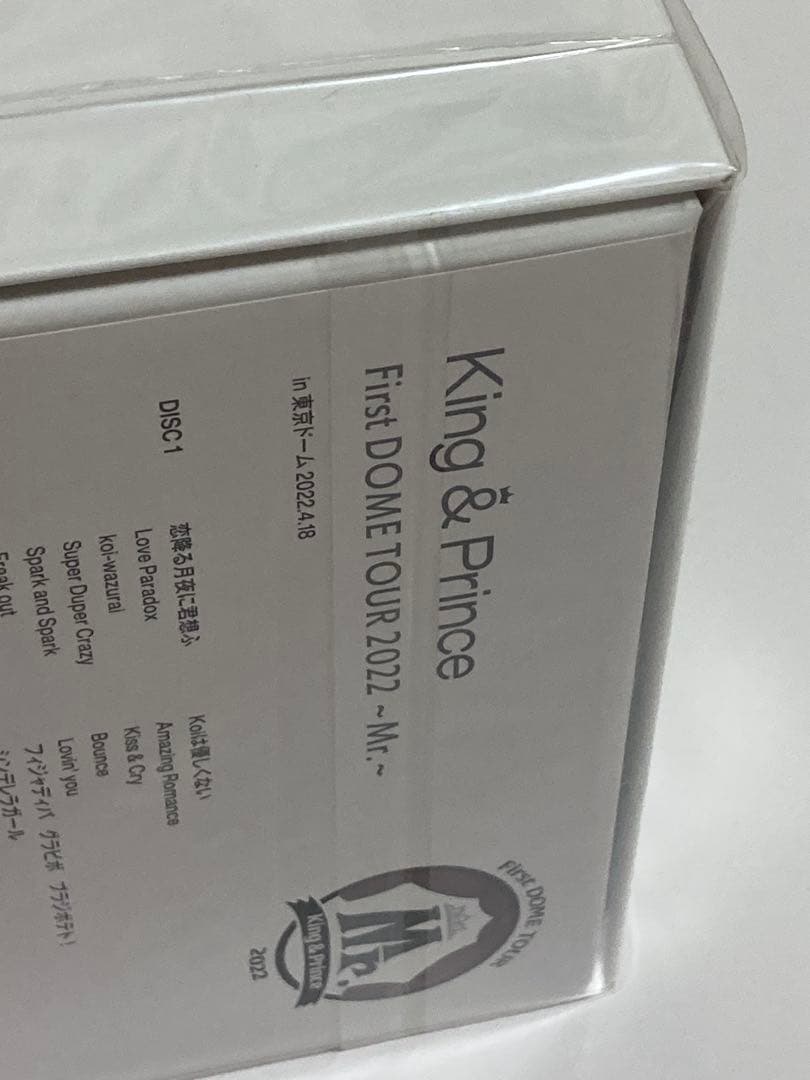 King & Prince
First DOME TOUR 2022 ~Mr.~
in 東京ドーム 2022.4.18
DISC 1
恋降る月夜に君想ふ
Love Paradox
koi-wazurai
Super Duper Crazy
Spark and Spark
Freak out
Koiは優しくない
Amazing Romance
Kiss & Cry
Bounce
Lovin' you
フィジャディバ グラビボ ブラジポテト!
シンデレラガール
First DOME TOUR
Mr.
King & Prince
2022